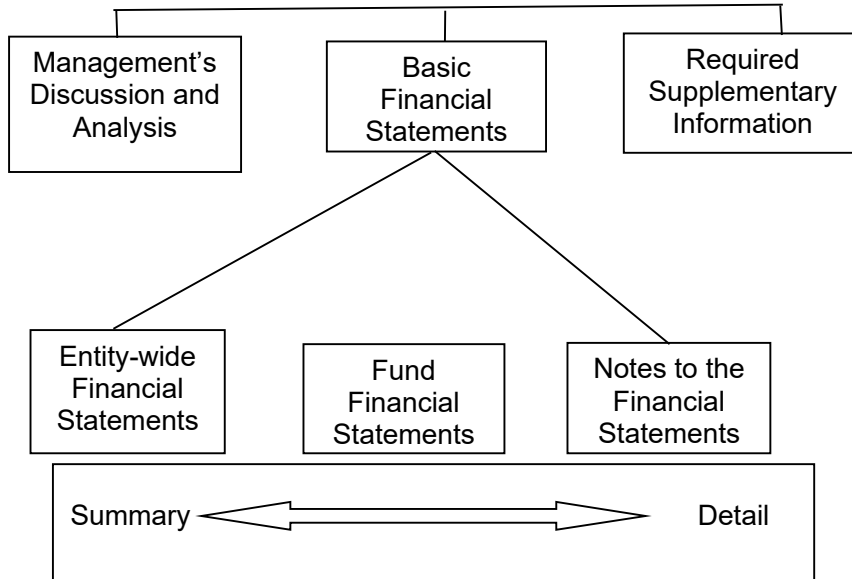 Management’s
Discussion and
Analysis
Basic
Financial
Statements
Required
Supplementary
Information
Entity-wide
Financial
Statements
Fund
Financial
Statements
Notes to the
Financial
Statements
Summary
Detail